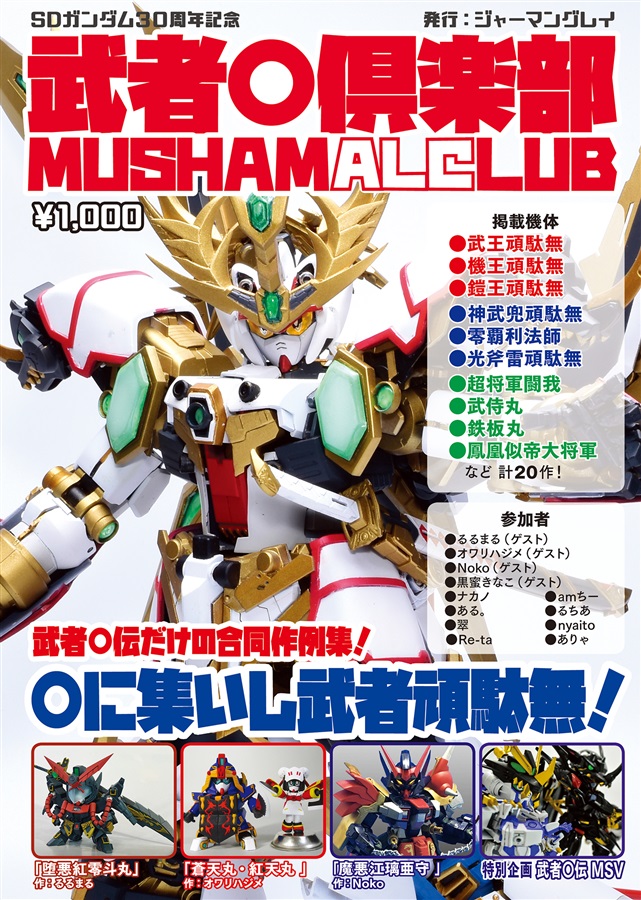 SDガンダム30周年記念
発行：ジャーマングレイ
武者〇倶楽部
MUSHAMALCLUB
¥1,000
掲載機体
●武王頑駄無
●機王頑駄無
●鎧王頑駄無
●神武兜頑駄無
●零覇利法師
●光斧雷頑駄無
●超将軍闘我
●武侍丸
●鉄板丸
●鳳凰似帝大将軍
など 計20作！
参加者
●るるまる（ゲスト）
●オワリハジメ（ゲスト）
●Noko（ゲスト）
●黒蜜きなこ（ゲスト）
●ナカノ ●amちー
●ある。 ●るちあ
●翠 ●nyaito
●Re-ta ●ありゃ
武者〇伝だけの合同作例集！
〇に集いし武者頑駄無！
「堕悪紅零斗丸」
作：るるまる
「蒼天丸・紅天丸」
作：オワリハジメ
「魔悪江璃亜守」
作：Noko
特別企画 武者〇伝 MSV